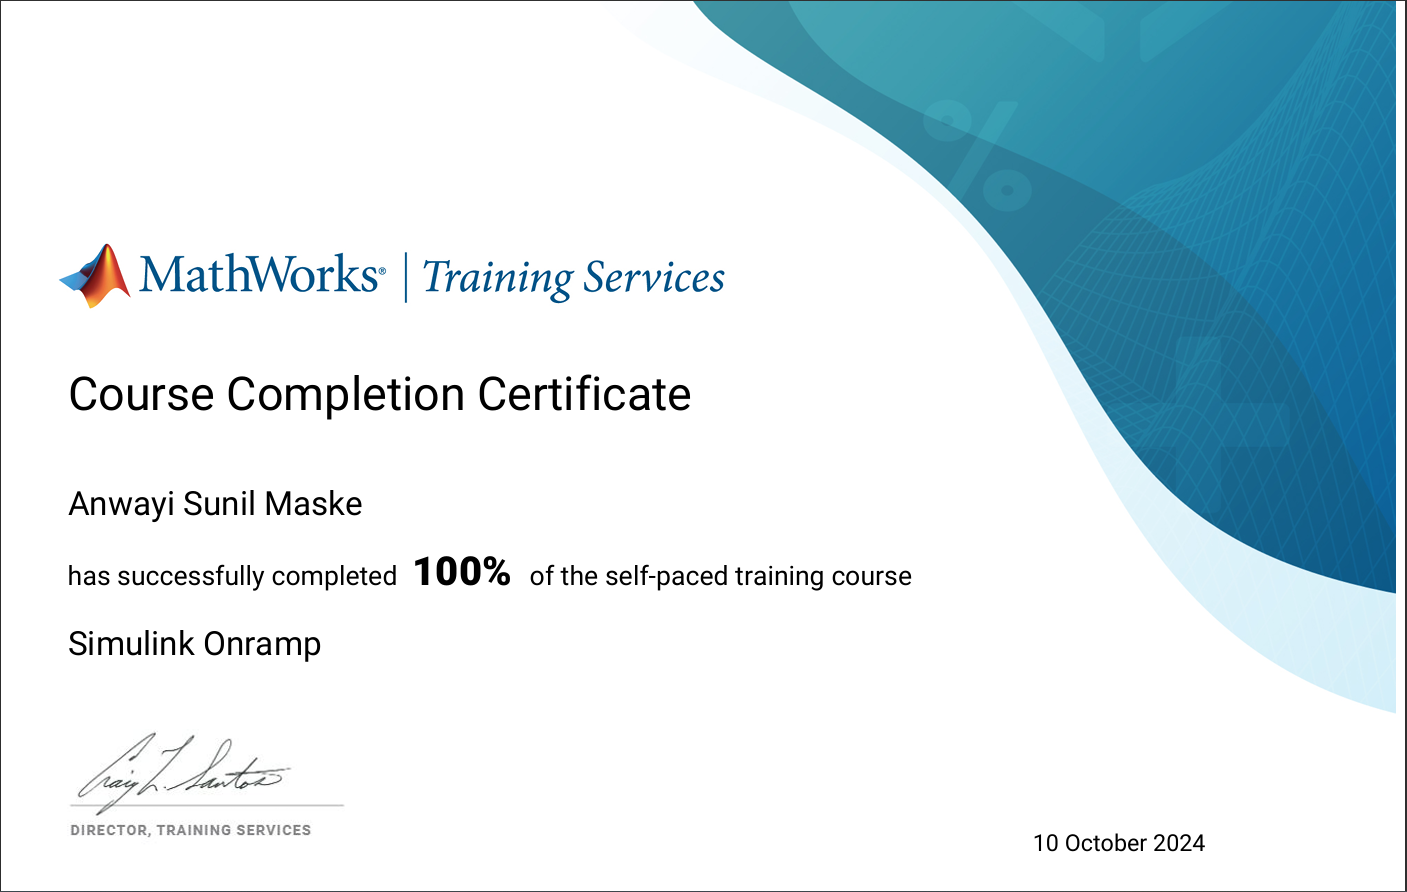 MathWorks® | Training Services
Course Completion Certificate
Anwayi Sunil Maske
has successfully completed 100% of the self-paced training course
Simulink Onramp
Craig L. Santos
DIRECTOR, TRAINING SERVICES
10 October 2024